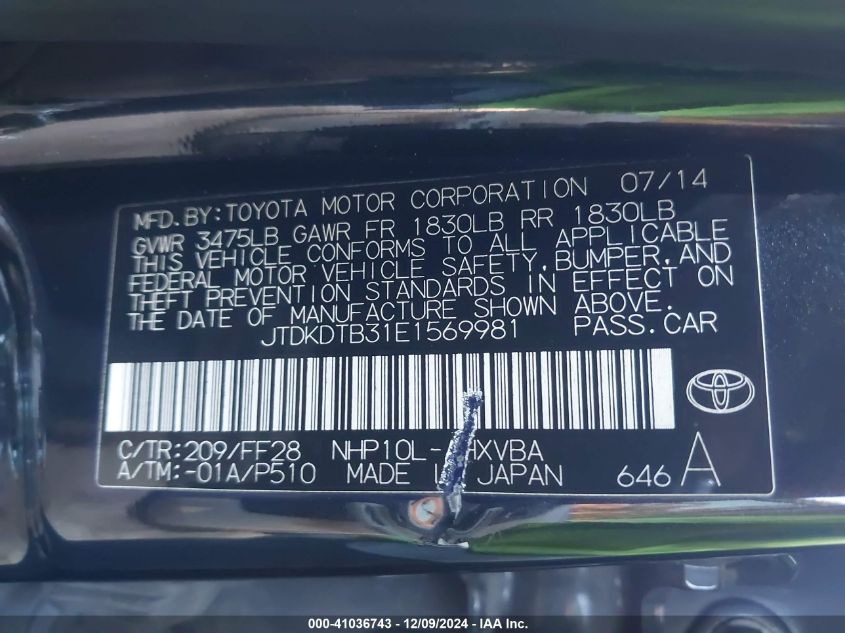 MFD. BY: TOYOTA MOTOR CORPORATION 07/14
GVWR 3475LB GAWR FR 1830LB RR 1830LB
THIS VEHICLE CONFORMS TO ALL APPLICABLE
FEDERAL MOTOR VEHICLE SAFETY, BUMPER, AND
THEFT PREVENTION STANDARDS IN EFFECT ON
THE DATE OF MANUFACTURE SHOWN ABOVE.
JTDKDTB31E1569981 PASS. CAR
C/TR: 209/FF28 NHP10L- HXVBA
A/TM: -01A/P510 MADE JAPAN 646 A
000-41036743 - 12/09/2024 - IAA Inc.